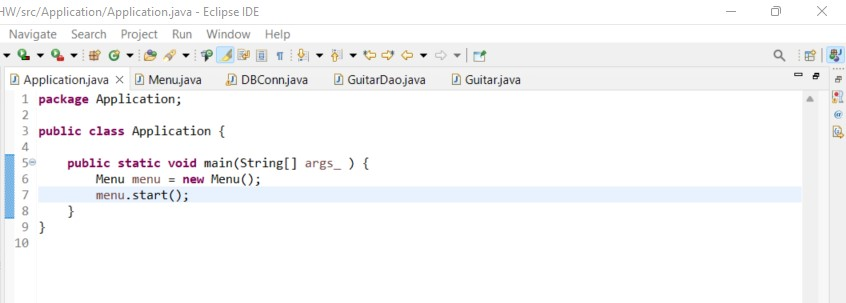 HW/src/Application/Application.java - Eclipse IDE
Navigate Search Project Run Window Help
Application.java Menu.java DBConn.java GuitarDao.java Guitar.java
1 package Application;
2
3 public class Application {
4
5 public static void main(String[] args_ ) {
6 Menu menu = new Menu();
7 menu.start();
8 }
9 }
10